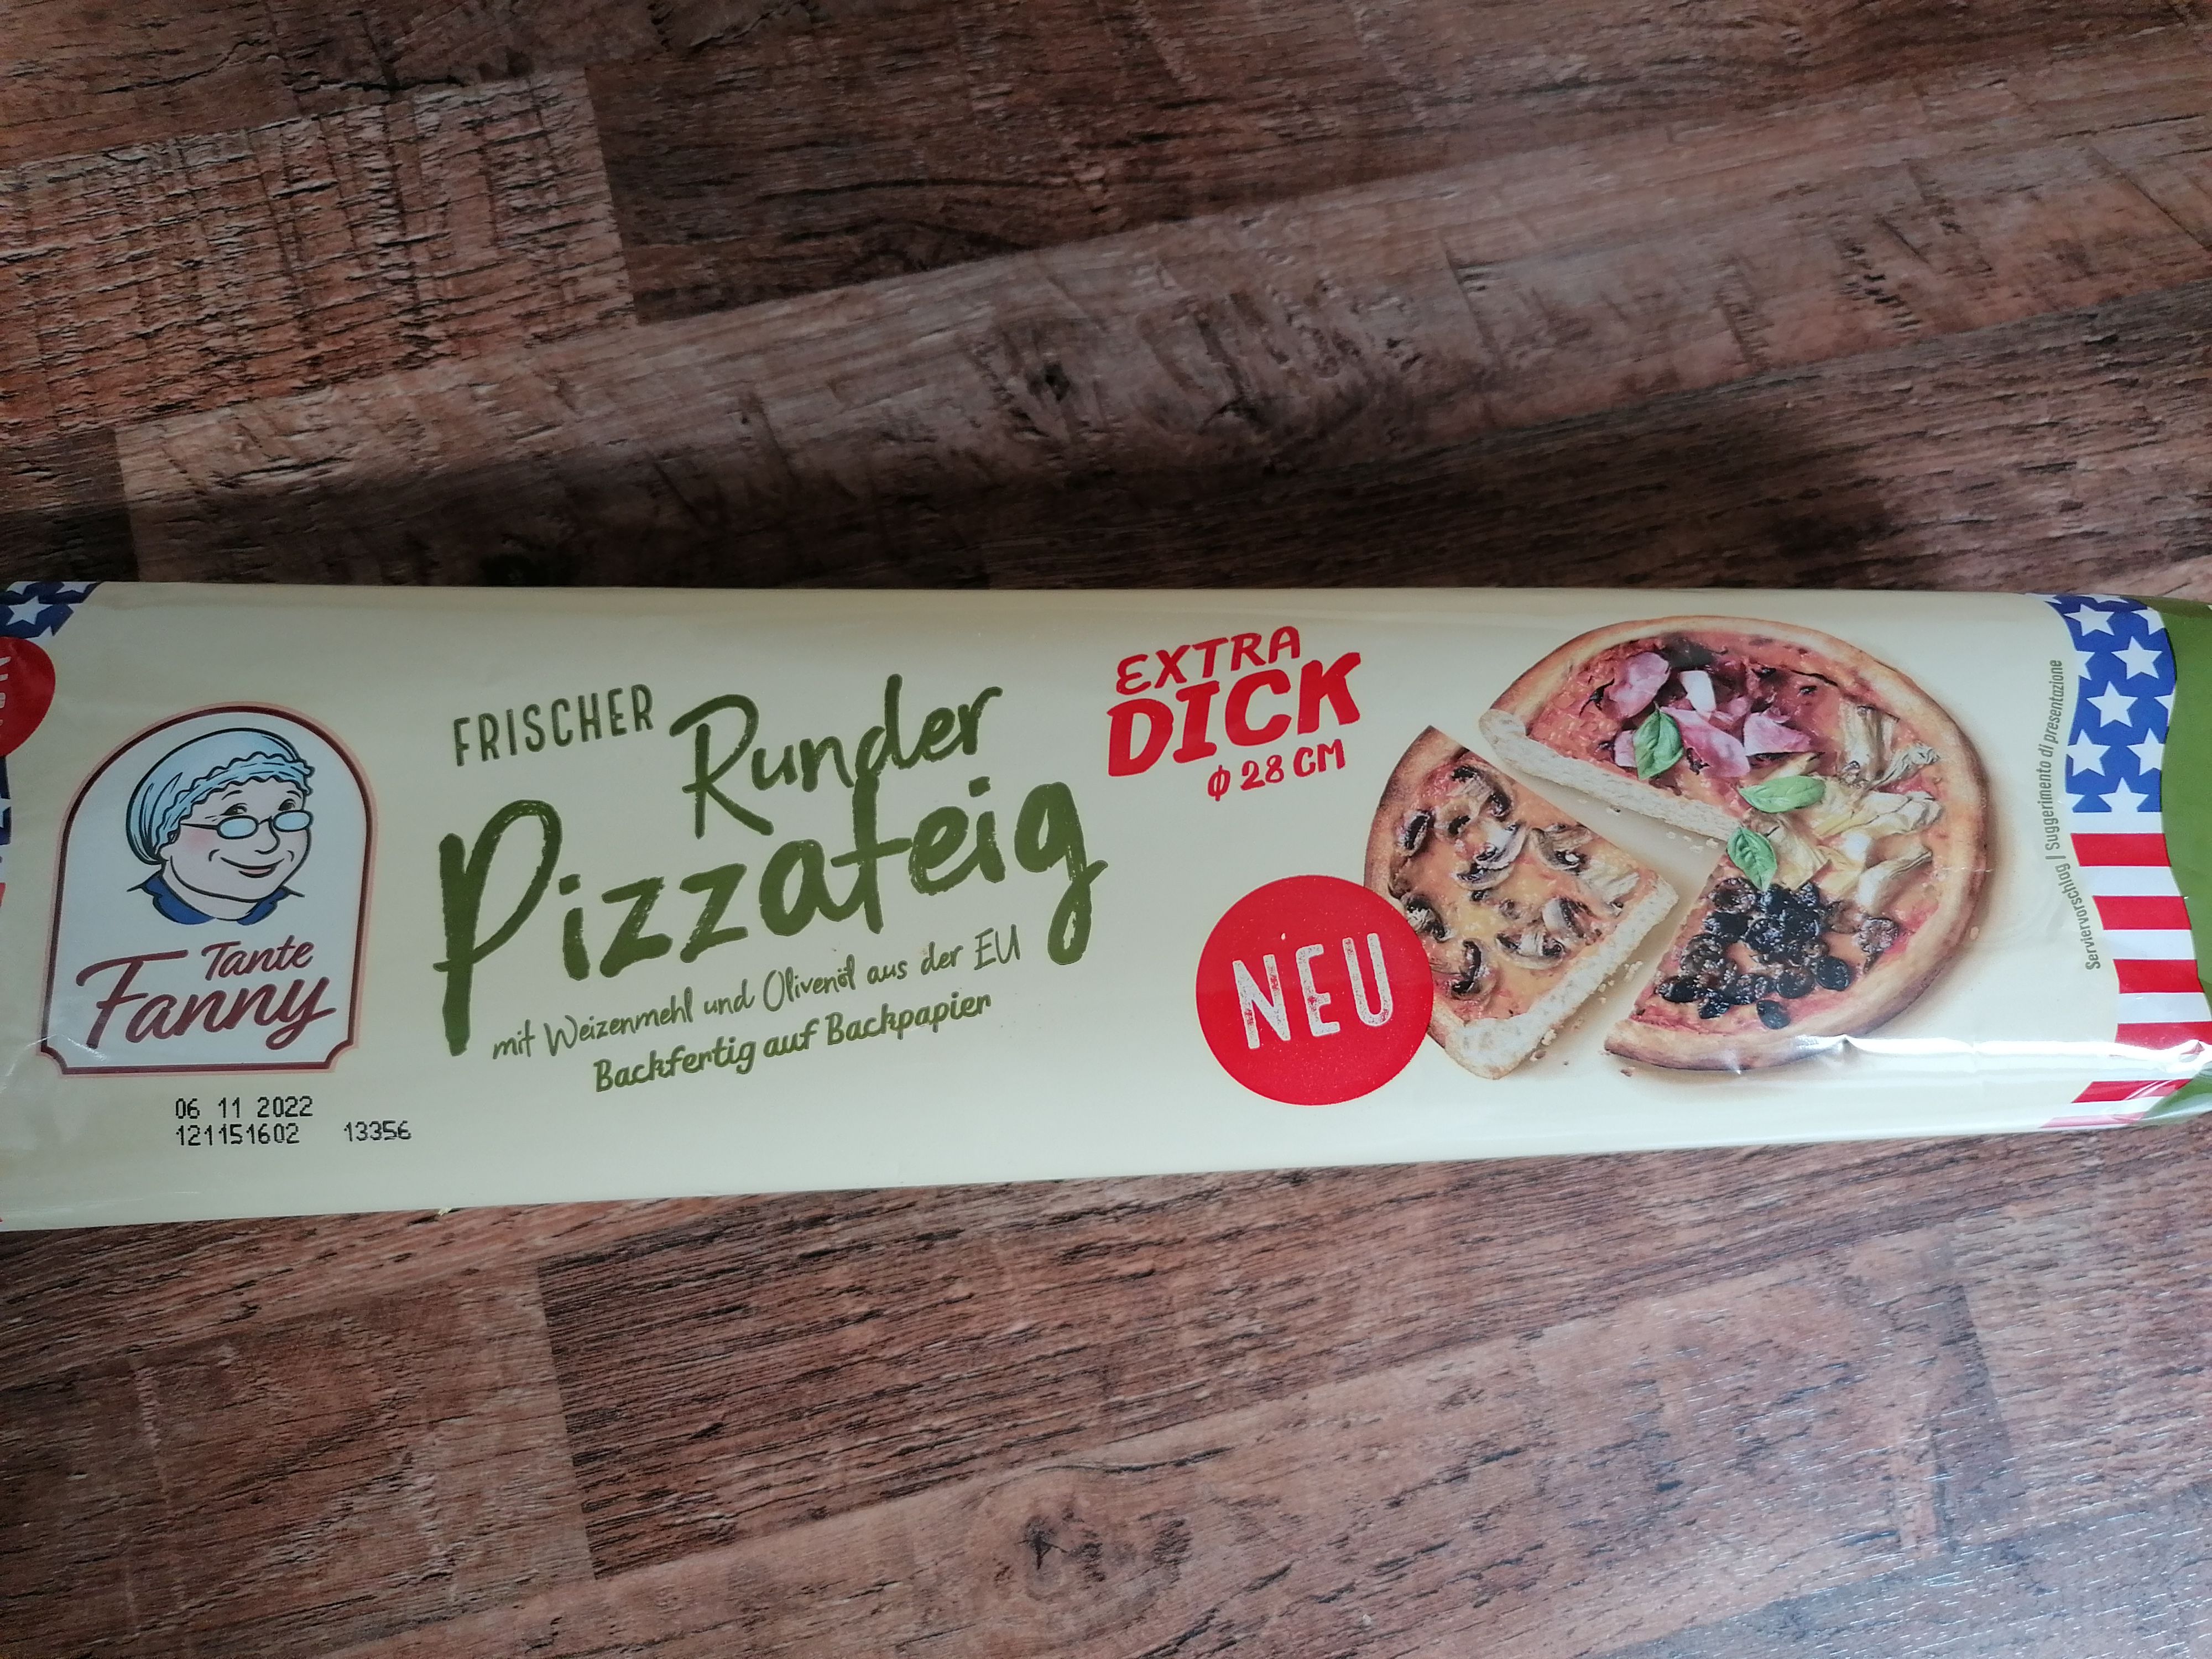 Tante
Fanny
FRISCHER
Runder
Pizzateig
mit Weizenmehl und Olivenöl aus der EU
Backfertig auf Backpapier
EXTRA
DICK
φ 28 CM
NEU
Serviervorschlag | Suggerimento di presentazione
06 11 2022
121151602 13356